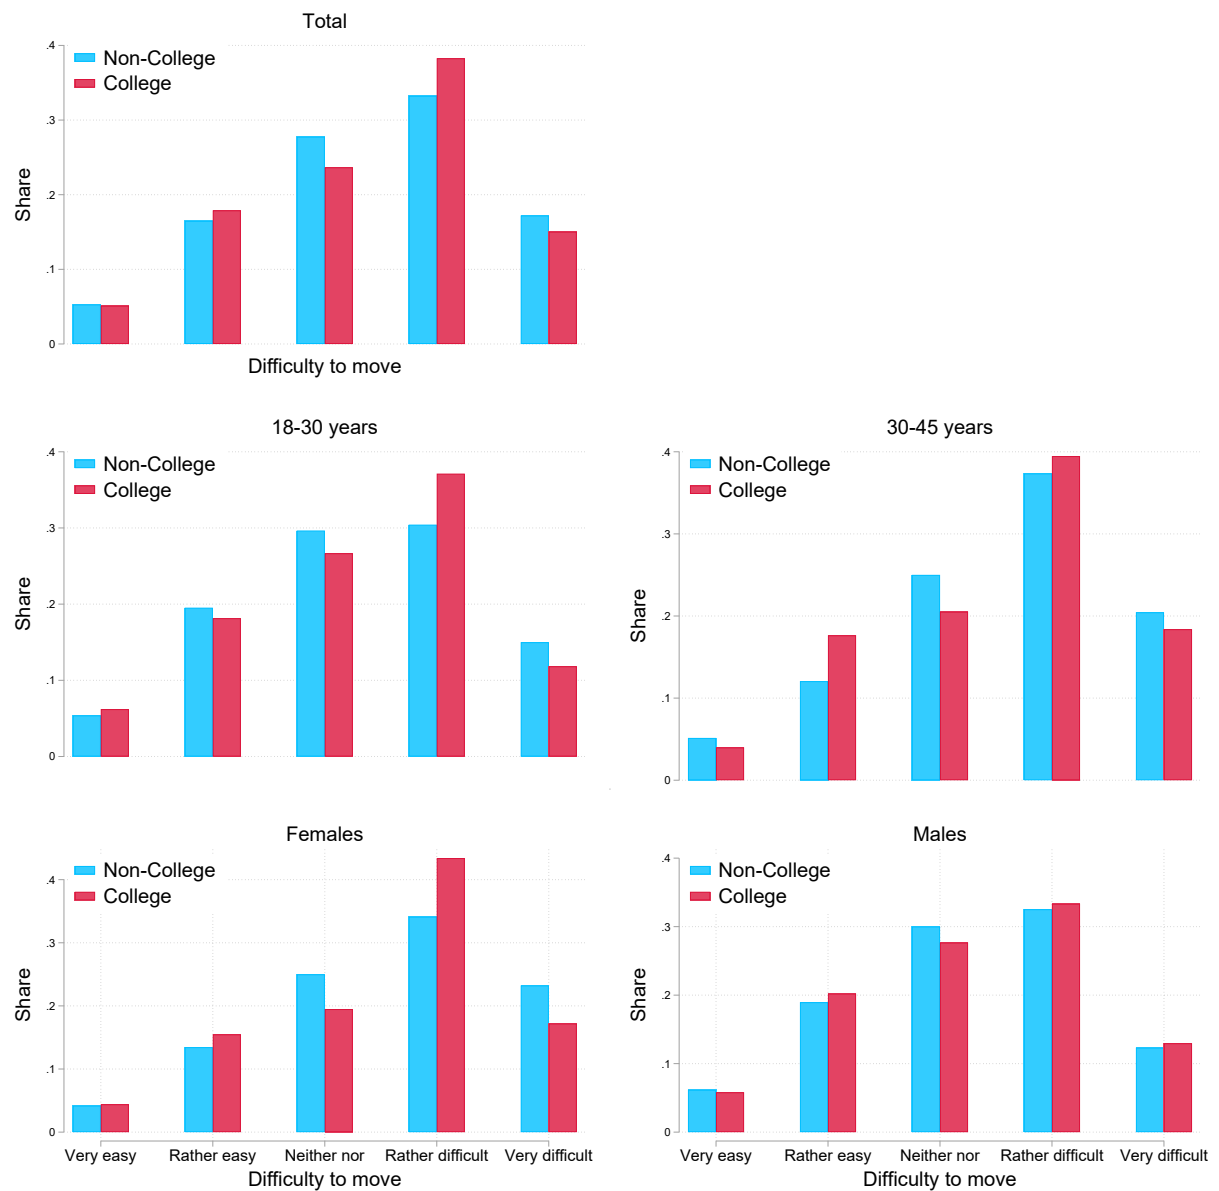 Total
.4
.3
.2
.1
0
Share
Non-College
College
Difficulty to move
18-30 years
.4
.3
.2
.1
0
Share
Non-College
College
30-45 years
.4
.3
.2
.1
0
Share
Non-College
College
Females
.4
.3
.2
.1
0
Share
Non-College
College
Very easy Rather easy Neither nor Rather difficult Very difficult
Difficulty to move
Males
.4
.3
.2
.1
0
Share
Non-College
College
Very easy Rather easy Neither nor Rather difficult Very difficult
Difficulty to move